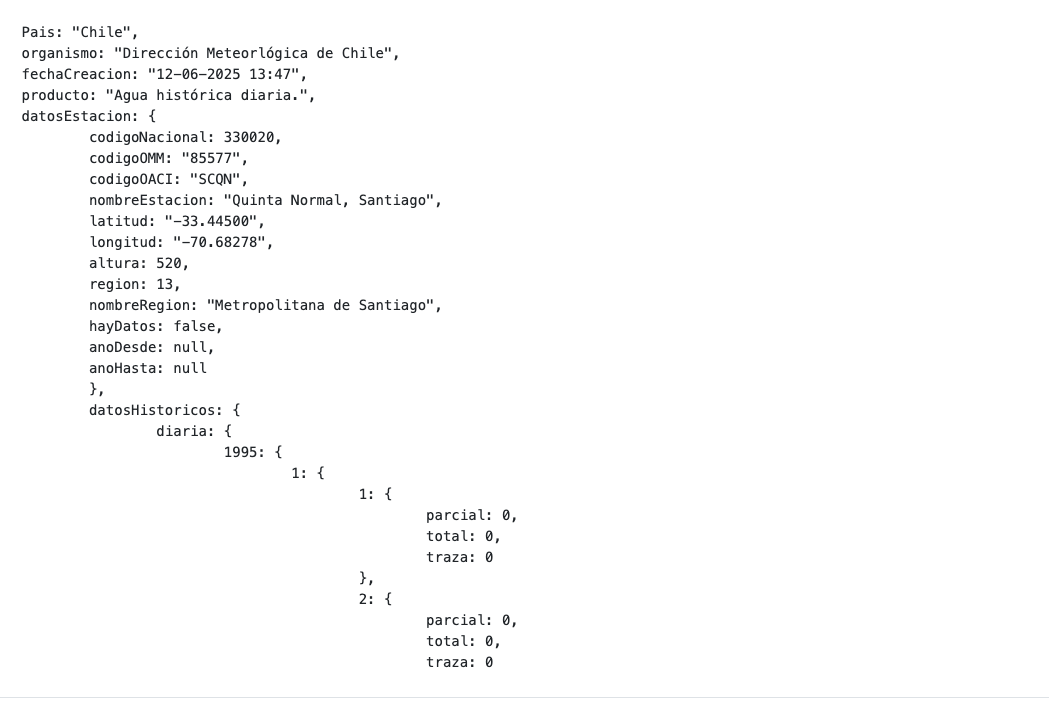 Pais: "Chile",
organismo: "Dirección Meteorlógica de Chile",
fechaCreacion: "12-06-2025 13:47",
producto: "Agua histórica diaria.",
datosEstacion: {
codigoNacional: 330020,
codigoOMM: "85577",
codigoOACI: "SCQN",
nombreEstacion: "Quinta Normal, Santiago",
latitud: "-33.44500",
longitud: "-70.68278",
altura: 520,
region: 13,
nombreRegion: "Metropolitana de Santiago",
hayDatos: false,
anoDesde: null,
anoHasta: null
},
datosHistoricos: {
diaria: {
1995: {
1: {
1: {
parcial: 0,
total: 0,
traza: 0
},
2: {
parcial: 0,
total: 0,
traza: 0